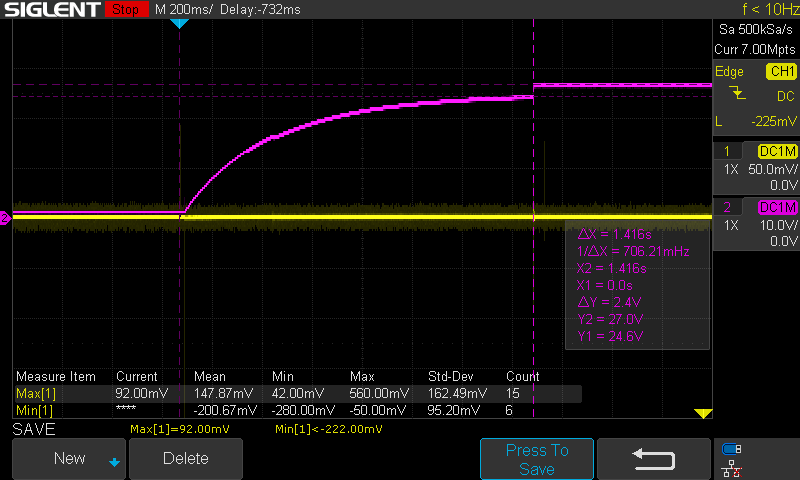 SIGLENT Stop M 200ms/ Delay:-732ms f < 10Hz
Sa 500kSa/s
Curr 7.00Mpts
Edge CH1
DC
L -225mV
1 DC1M
1X 50.0mV/
0.0V
2 DC1M
1X 10.0V/
0.0V
2
ΔX = 1.416s
1/ΔX = 706.21mHz
X2 = 1.416s
X1 = 0.0s
ΔY = 2.4V
Y2 = 27.0V
Y1 = 24.6V
Measure Item Current Mean Min Max Std-Dev Count
Max[1] 92.00mV 147.87mV 42.00mV 560.00mV 162.49mV 15
Min[1] **** -200.67mV -280.00mV -50.00mV 95.20mV 6
SAVE Max[1]=92.00mV Min[1]<-222.00mV
New Delete Press To
Save